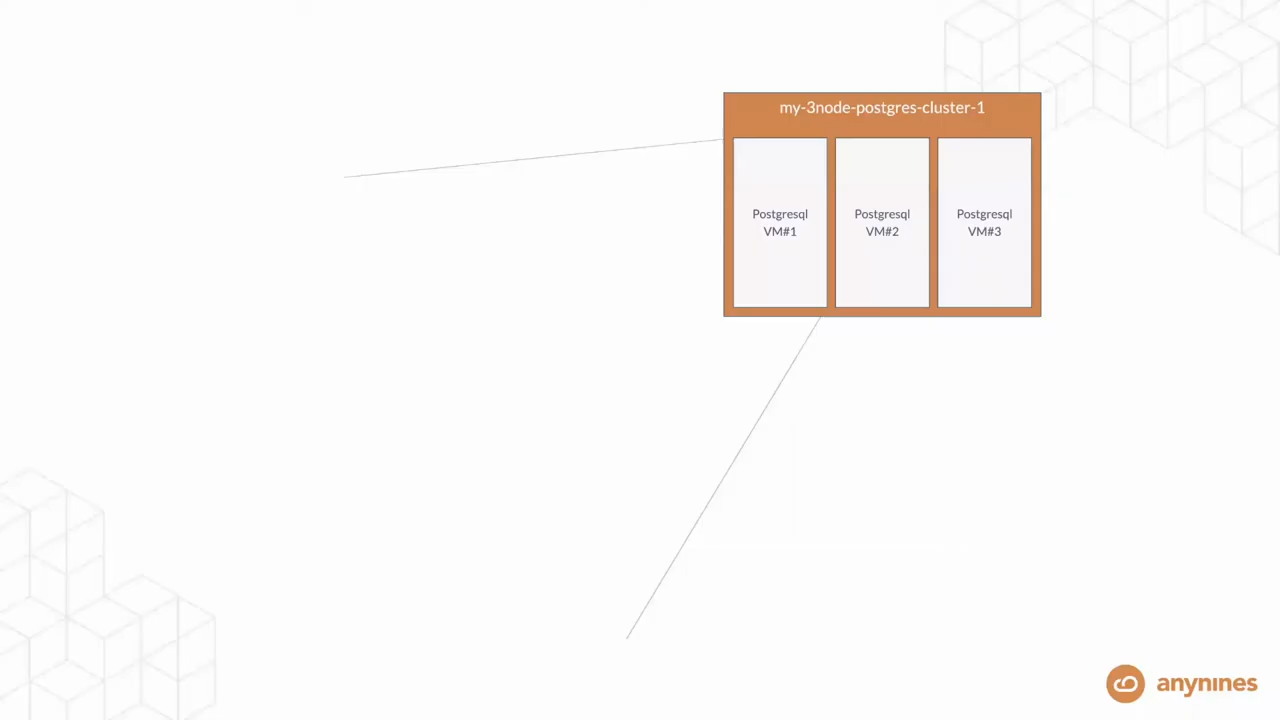 my-3node-postgres-cluster-1
Postgresql
VM#1
Postgresql
VM#2
Postgresql
VM#3
anynines